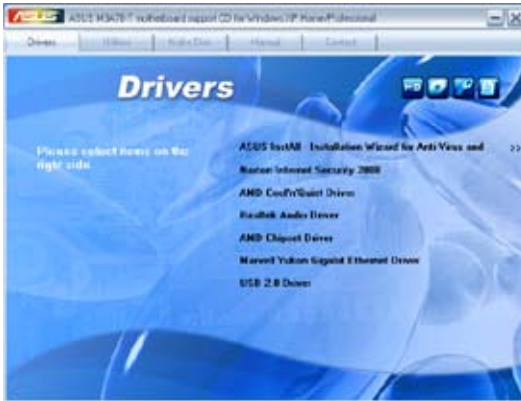 ASUS
ASUS M3A78-T motherboard support CD for Windows XP Home/Professional
Drivers
Utilities
Make Disk
Manual
Contact
Drivers
Please select items on the
right side.
ASUS InstAll - Installation Wizard for Anti-Virus and
>>
Norton Internet Security 2008
AMD Cool'n'Quiet Driver
Realtek Audio Driver
AMD Chipset Driver
Marvell Yukon Gigabit Ethernet Driver
USB 2.0 Driver